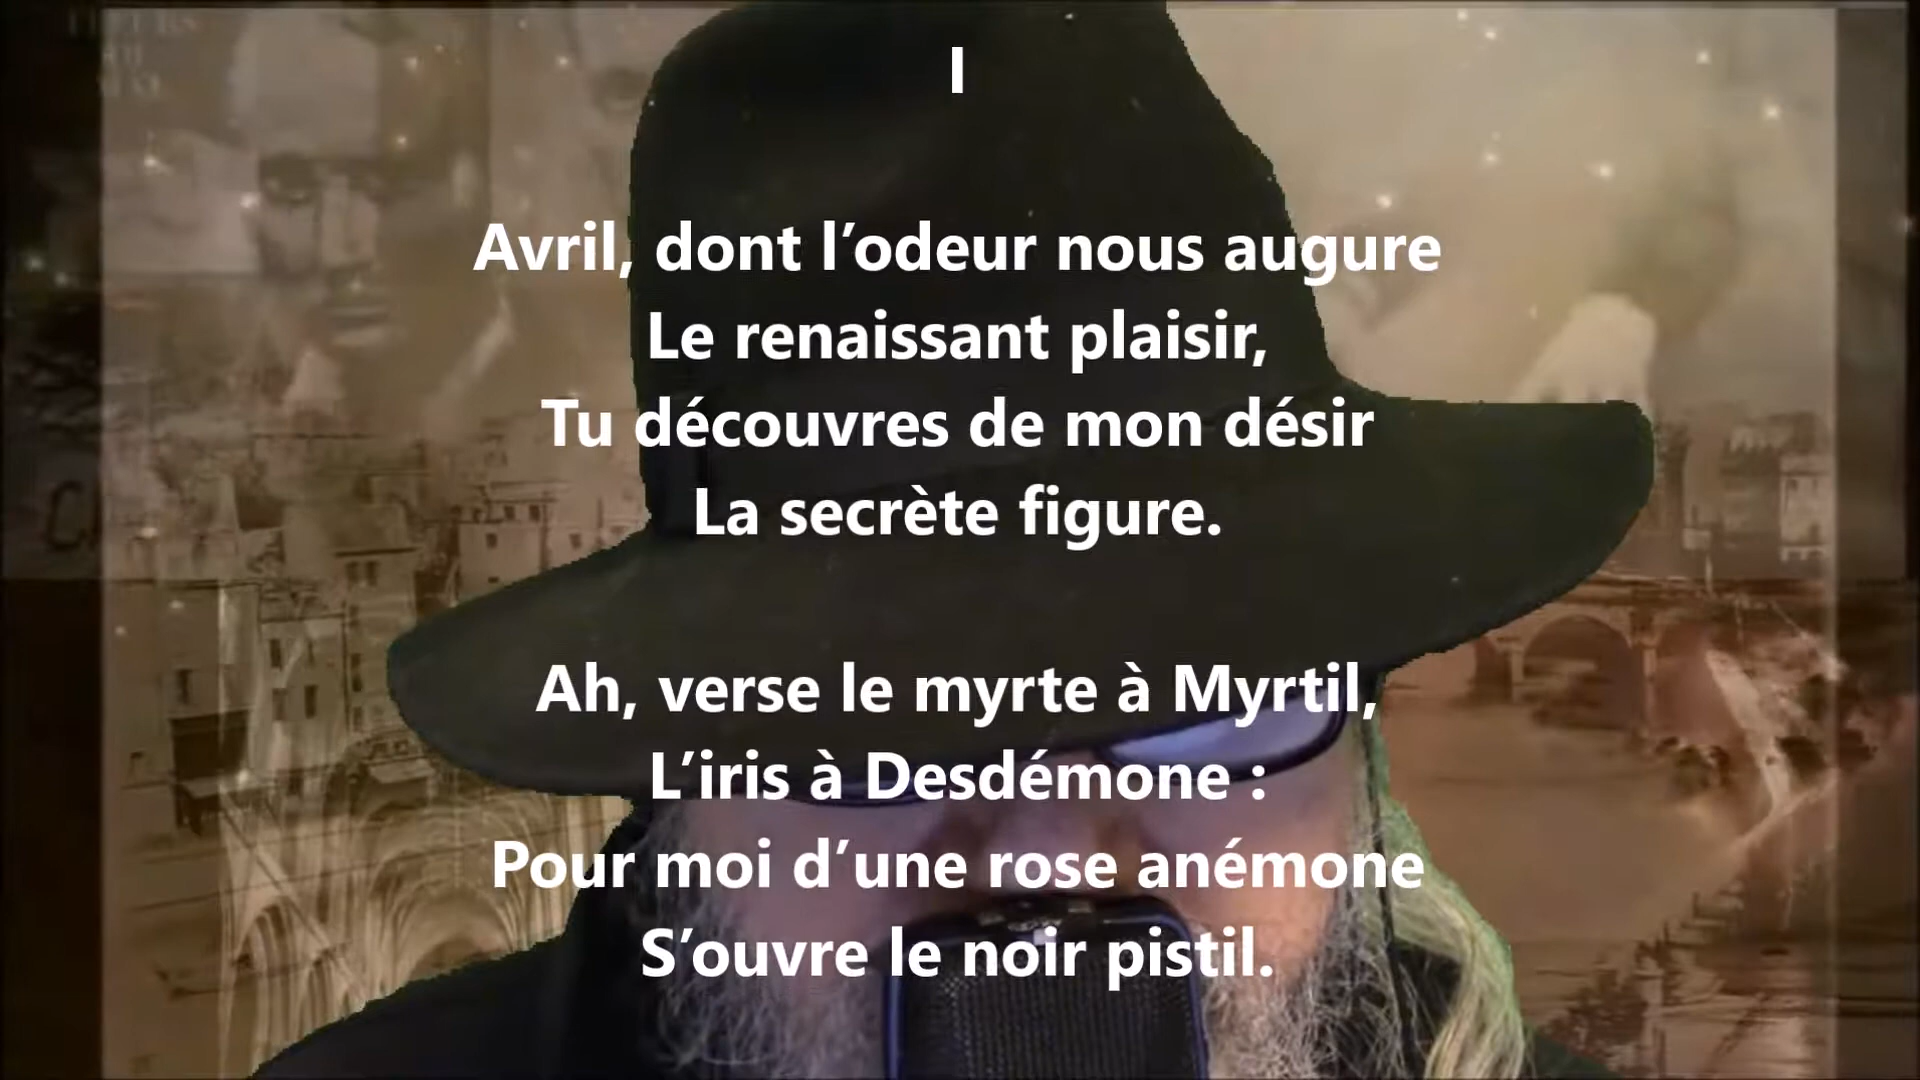 I
Avril, dont l’odeur nous augure
Le renaissant plaisir,
Tu découvres de mon désir
La secrète figure.
Ah, verse le myrte à Myrtil,
L’iris à Desdémone :
Pour moi d’une rose anémone
S’ouvre le noir pistil.